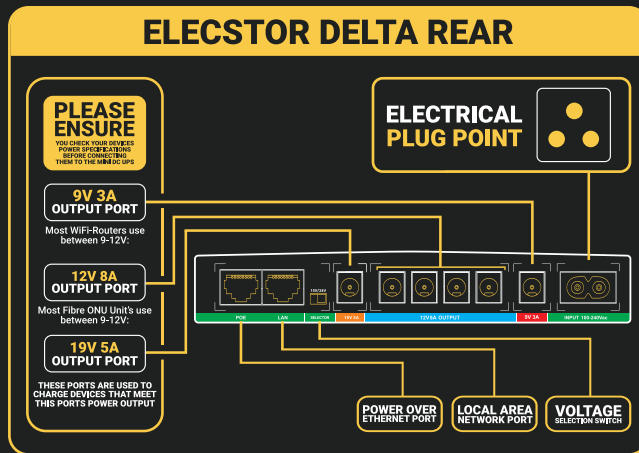 ELECSTOR DELTA REAR
PLEASE
ENSURE
YOU CHECK YOUR DEVICES
POWER SPECIFICATIONS
BEFORE CONNECTING
THEM TO THE MINI DC UPS
ELECTRICAL
PLUG POINT
9V 3A
OUTPUT PORT
Most WiFi-Routers use
between 9-12V:
12V 8A
OUTPUT PORT
Most Fibre ONU Unit's use
between 9-12V:
19V 5A
OUTPUT PORT
THESE PORTS ARE USED TO
CHARGE DEVICES THAT MEET
THIS PORTS POWER OUTPUT
15V/24V
POE
LAN
SELECTOR
19V 5A
12V8A OUTPUT
9V 3A
INPUT 100-240Vac
POWER OVER
ETHERNET PORT
LOCAL AREA
NETWORK PORT
VOLTAGE
SELECTION SWITCH